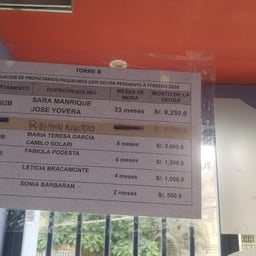 TORRE B
RELACION DE PROPIETARIOS/INQUILINOS CON DEUDA PENDIENTE A FEBRERO
ARTAMENTO DUEÑO/INQUILINO MESES DE MORA MONTO DE LA DEUDA
02B SARA MANRIQUE
JOSE YOVERA 33 meses S/. 8,250.0
MARIA TERESA GARCIA
CAMILO SOLARI 8 meses S/. 2,000.0
FABIOLA PODESTA
6 meses S/. 1,500.0
LETICIA BRACAMONTE 4 meses S/. 1,000.0
SONIA BARBARAN 2 meses S/. 500.0